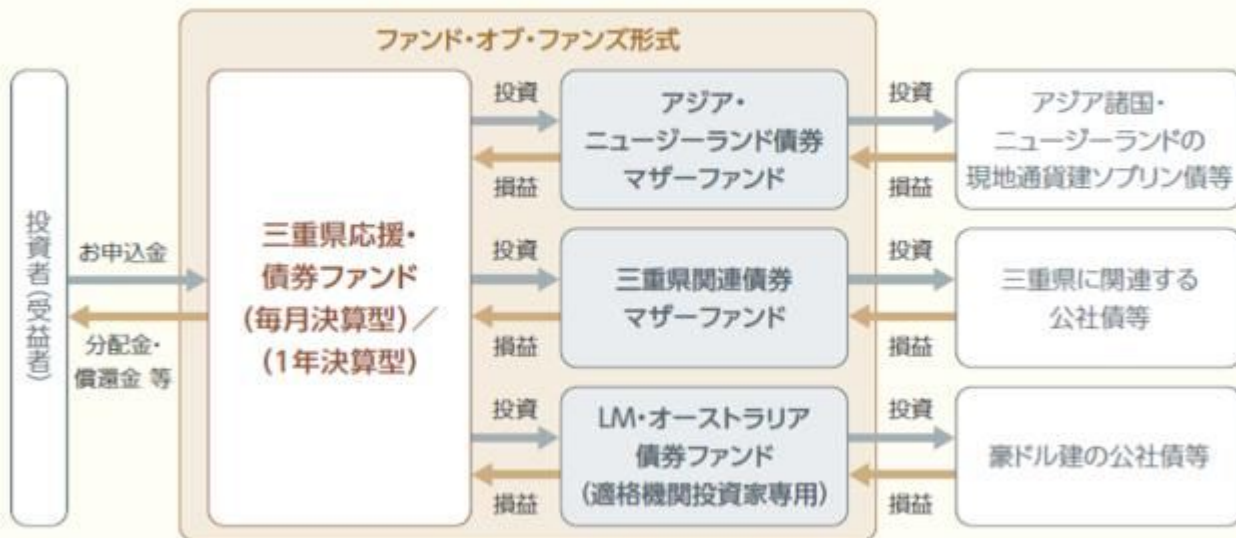 ファンド・オブ・ファンズ形式
投資者（受益者）
お申込金
分配金・
償還金 等
三重県応援・
債券ファンド
（毎月決算型）／
（1年決算型）
投資
損益
アジア・
ニュージーランド債券
マザーファンド
投資
損益
アジア諸国・
ニュージーランドの
現地通貨建ソブリン債等
投資
損益
三重県関連債券
マザーファンド
投資
損益
三重県に関連する
公社債等
投資
損益
LM・オーストラリア
債券ファンド
（適格機関投資家専用）
投資
損益
豪ドル建の公社債等